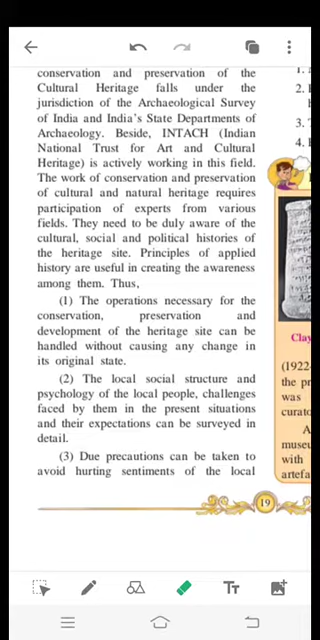 conservation and preservation of the
Cultural Heritage falls under the
jurisdiction of the Archaeological Survey
of India and India's State Departments of
Archaeology. Beside, INTACH (Indian
National Trust for Art and Cultural
Heritage) is actively working in this field.
The work of conservation and preservation
of cultural and natural heritage requires
participation of experts from various
fields. They need to be duly aware of the
cultural, social and political histories of
the heritage site. Principles of applied
history are useful in creating the awareness
among them. Thus,
(1) The operations necessary for the
conservation, preservation and
development of the heritage site can be
handled without causing any change in
its original state.
(2) The local social structure and
psychology of the local people, challenges
faced by them in the present situations
and their expectations can be surveyed in
detail.
(3) Due precautions can be taken to
avoid hurting sentiments of the local
19
1.
2.
3.
4.
Clay
(1922-
the pr
was
curato
A
museu
with
artefa
Tт